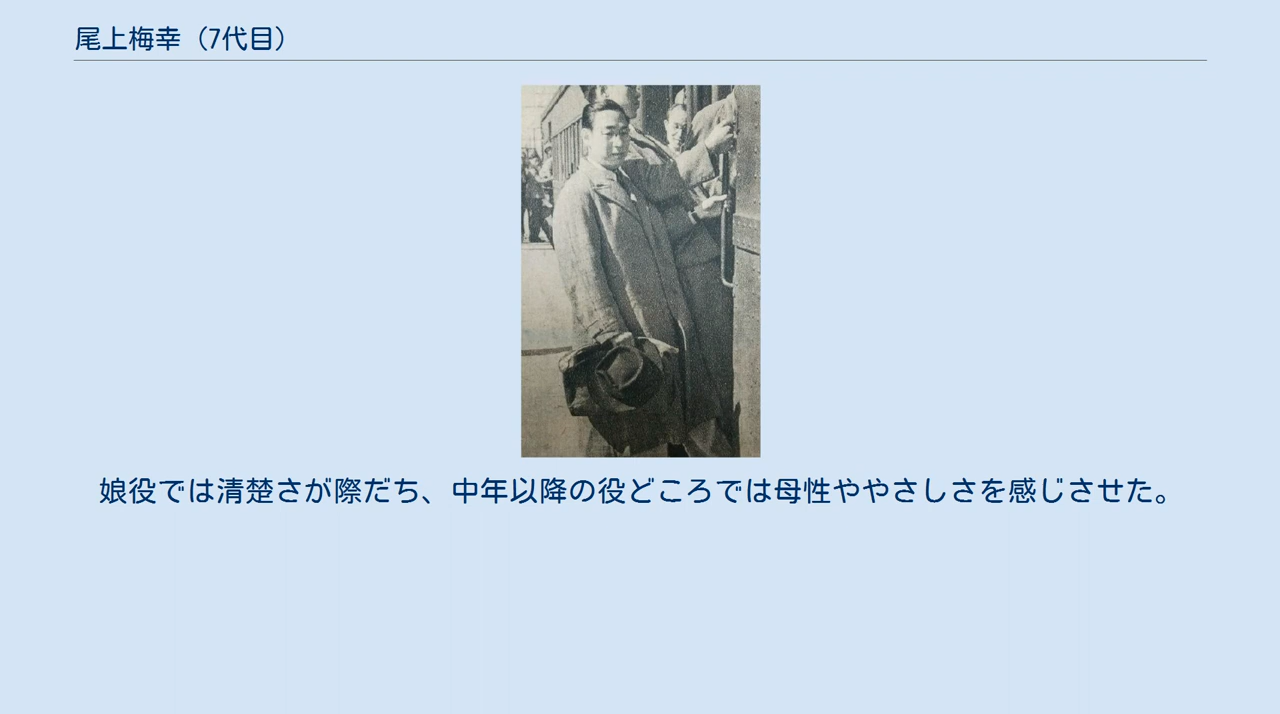 尾上梅幸（7代目）
娘役では清楚さが際だち、中年以降の役どころでは母性ややさしさを感じさせた。